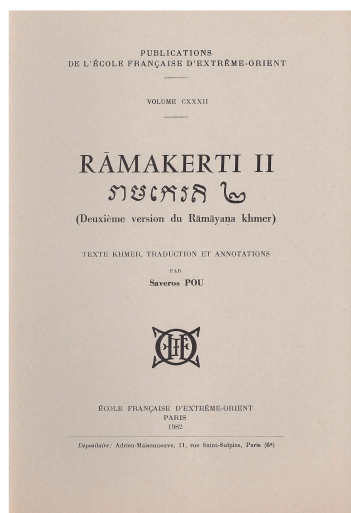 PUBLICATIONS
DE L'ÉCOLE FRANÇAISE D'EXTRÊME-ORIENT
VOLUME CXXXII
RĀMAKERTI II
រាមកេរតិ ២
(Deuxième version du Rāmāyaṇa khmer)
TEXTE KHMER, TRADUCTION ET ANNOTATIONS
PAR
Saveros POU
ÉCOLE FRANÇAISE D'EXTRÊME-ORIENT
PARIS
1982
Dépositaire: Adrien-Maisonneuve, 11, rue Saint-Sulpice, Paris (6e)